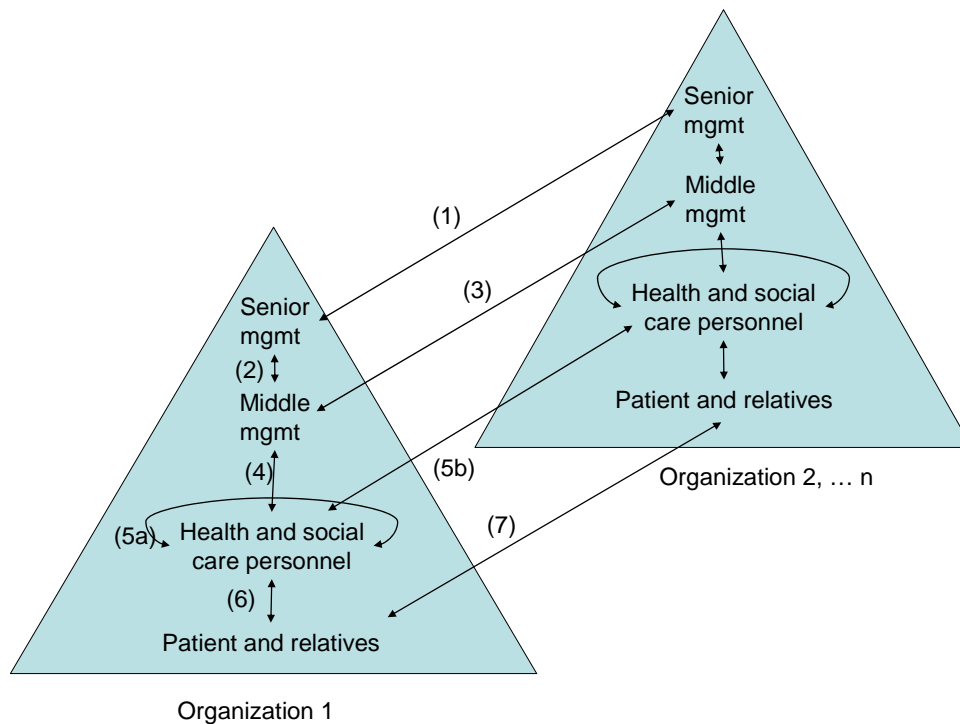 Senior
mgmt
Middle
mgmt
(1)
(3)
Health and social
care personnel
Senior
mgmt
(2)
Middle
mgmt
Patient and relatives
(4)
(5b)
Organization 2, … n
(7)
(5a)
Health and social
care personnel
(6)
Patient and relatives
Organization 1